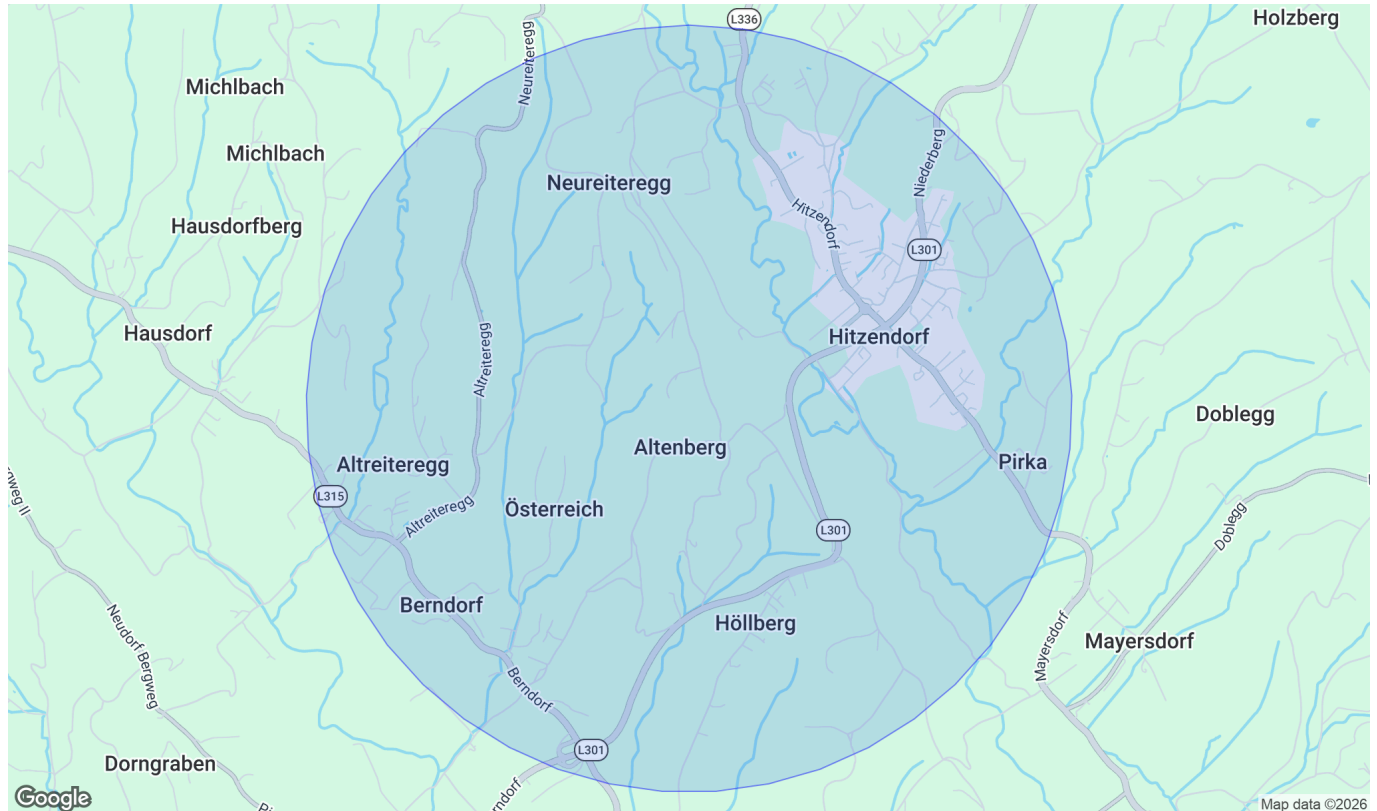 L336
Holzberg
Michlbach
Neureiteregg
Michlbach
Niederberg
Neureiteregg
Hausdorfberg
Hitzendorf
L301
Hausdorf
Hitzendorf
Altreiteregg
Doblegg
Altenberg
Altreiteregg
Pirka
L315
Altreiteregg
Österreich
L301
Doblegg
Berndorf
Höllberg
Mayersdorf
Mayersdorf
Neudorf Bergweg
Berndorf
L301
Dorngraben
Google
Map data ©2026